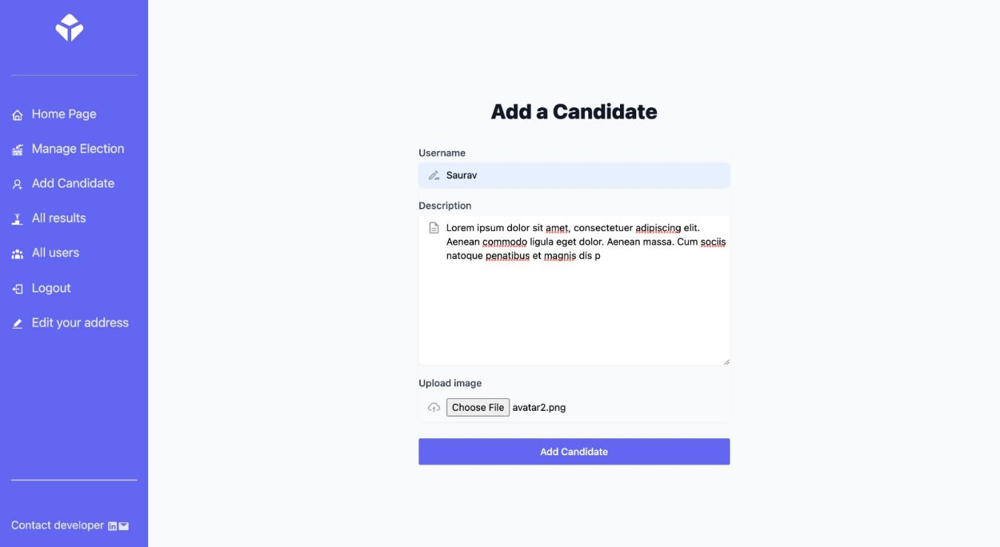 Home Page
Manage Election
Add Candidate
All results
All users
Logout
Edit your address
Contact developer in
Add a Candidate
Username
Saurav
Description
Lorem ipsum dolor sit amet, consectetuer adipiscing elit.
Aenean commodo ligula eget dolor. Aenean massa. Cum sociis
natoque penatibus et magnis dis p
Upload image
Choose File avatar2.png
Add Candidate